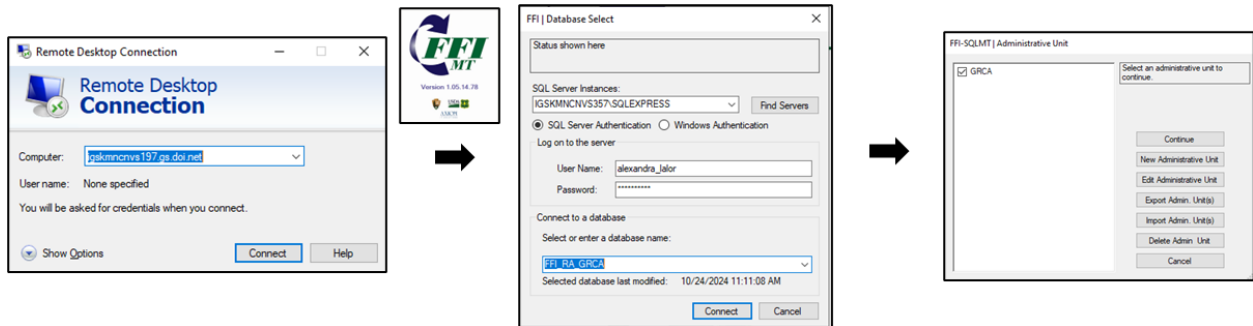 Remote Desktop Connection
Remote Desktop
Connection
Computer: igskmncnvs197.gs.doi.net
User name: None specified
You will be asked for credentials when you connect.
Show Options
Connect
Help
FFI
MT
Version 1.05.14.78
FFI | Database Select
Status shown here
SQL Server Instances:
IGSKMNCNVS357\SQLEXPRESS
Find Servers
SQL Server Authentication
Windows Authentication
Log on to the server
User Name: alexandra_lalor
Password: **********
Connect to a database
Select or enter a database name:
FFI_RA_GRCA
Selected database last modified: 10/24/2024 11:11:08 AM
Connect
Cancel
FFI-SQLMT | Administrative Unit
GRCA
Select an administrative unit to
continue.
Continue
New Administrative Unit
Edit Administrative Unit
Export Admin. Unit(s)
Import Admin. Unit(s)
Delete Admin Unit
Cancel